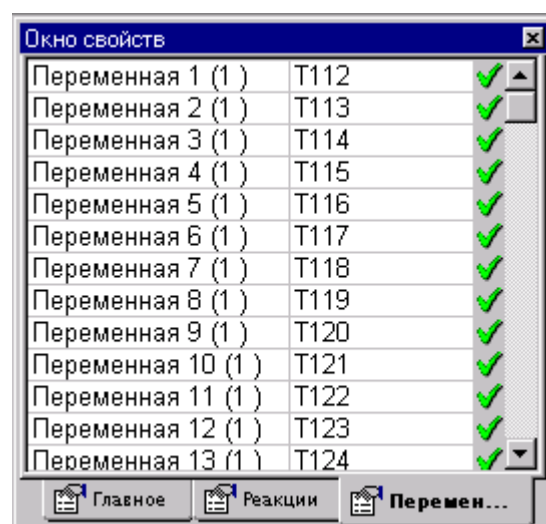 Окно свойств
Переменная 1 (1 ) T112
Переменная 2 (1 ) T113
Переменная 3 (1 ) T114
Переменная 4 (1 ) T115
Переменная 5 (1 ) T116
Переменная 6 (1 ) T117
Переменная 7 (1 ) T118
Переменная 8 (1 ) T119
Переменная 9 (1 ) T120
Переменная 10 (1 ) T121
Переменная 11 (1 ) T122
Переменная 12 (1 ) T123
Переменная 13 (1 ) T124
Главное Реакции Перемен...